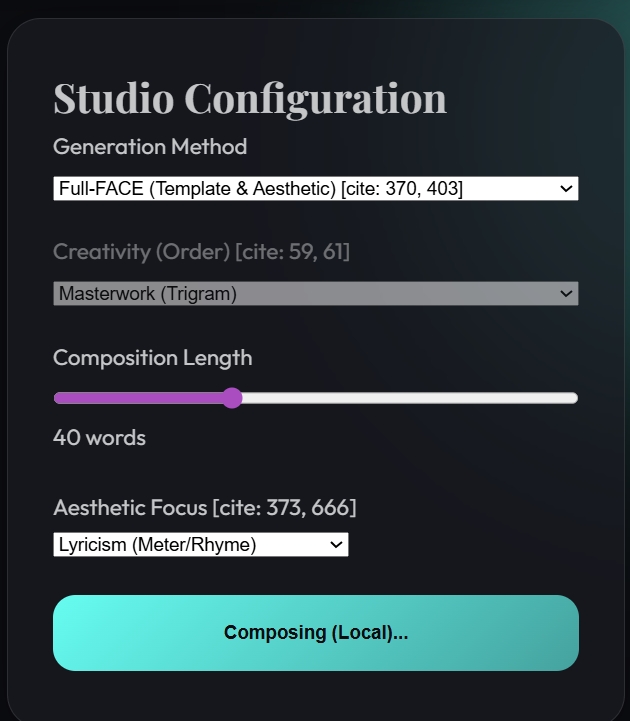 Studio Configuration
Generation Method
Full-FACE (Template & Aesthetic) [cite: 370, 403]
Creativity (Order) [cite: 59, 61]
Masterwork (Trigram)
Composition Length
40 words
Aesthetic Focus [cite: 373, 666]
Lyricism (Meter/Rhyme)
Composing (Local)...